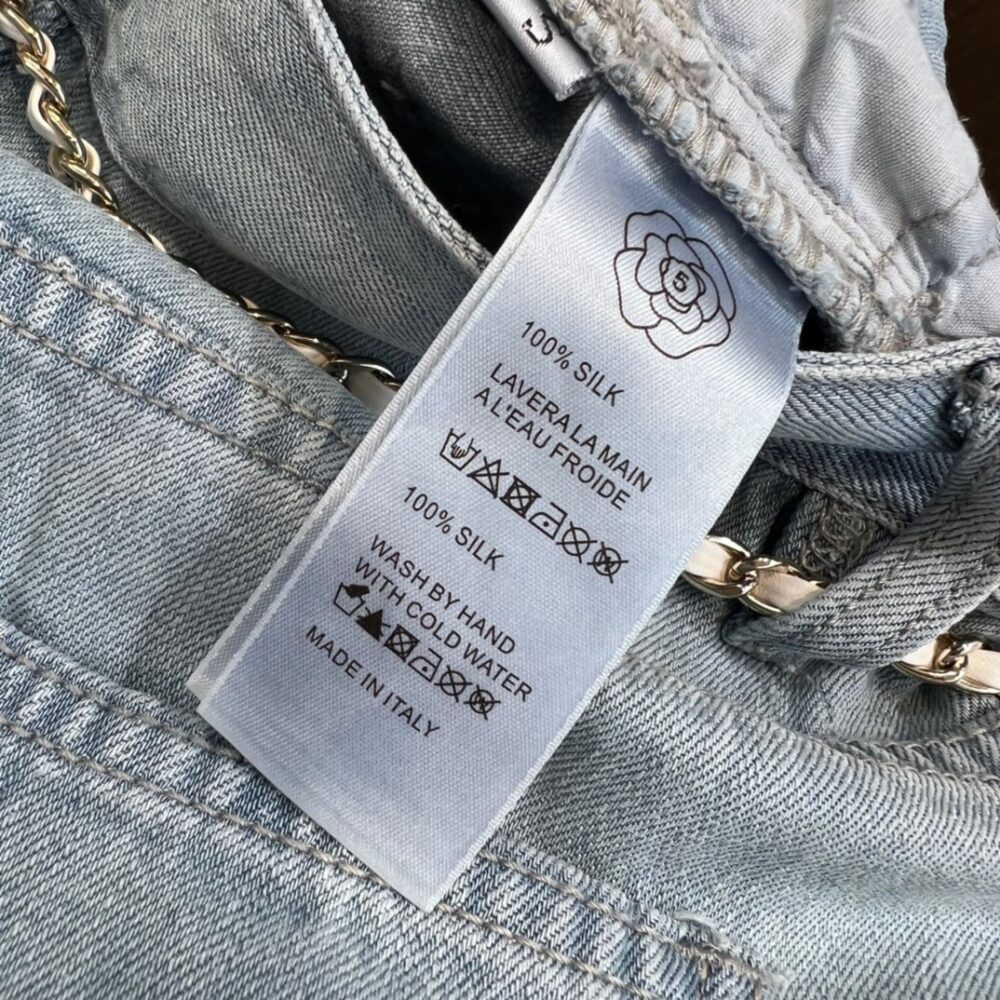 5
100% SILK
LAVERA LA MAIN
A L'EAU FROIDE
100% SILK
WASH BY HAND
WITH COLD WATER
MADE IN ITALY